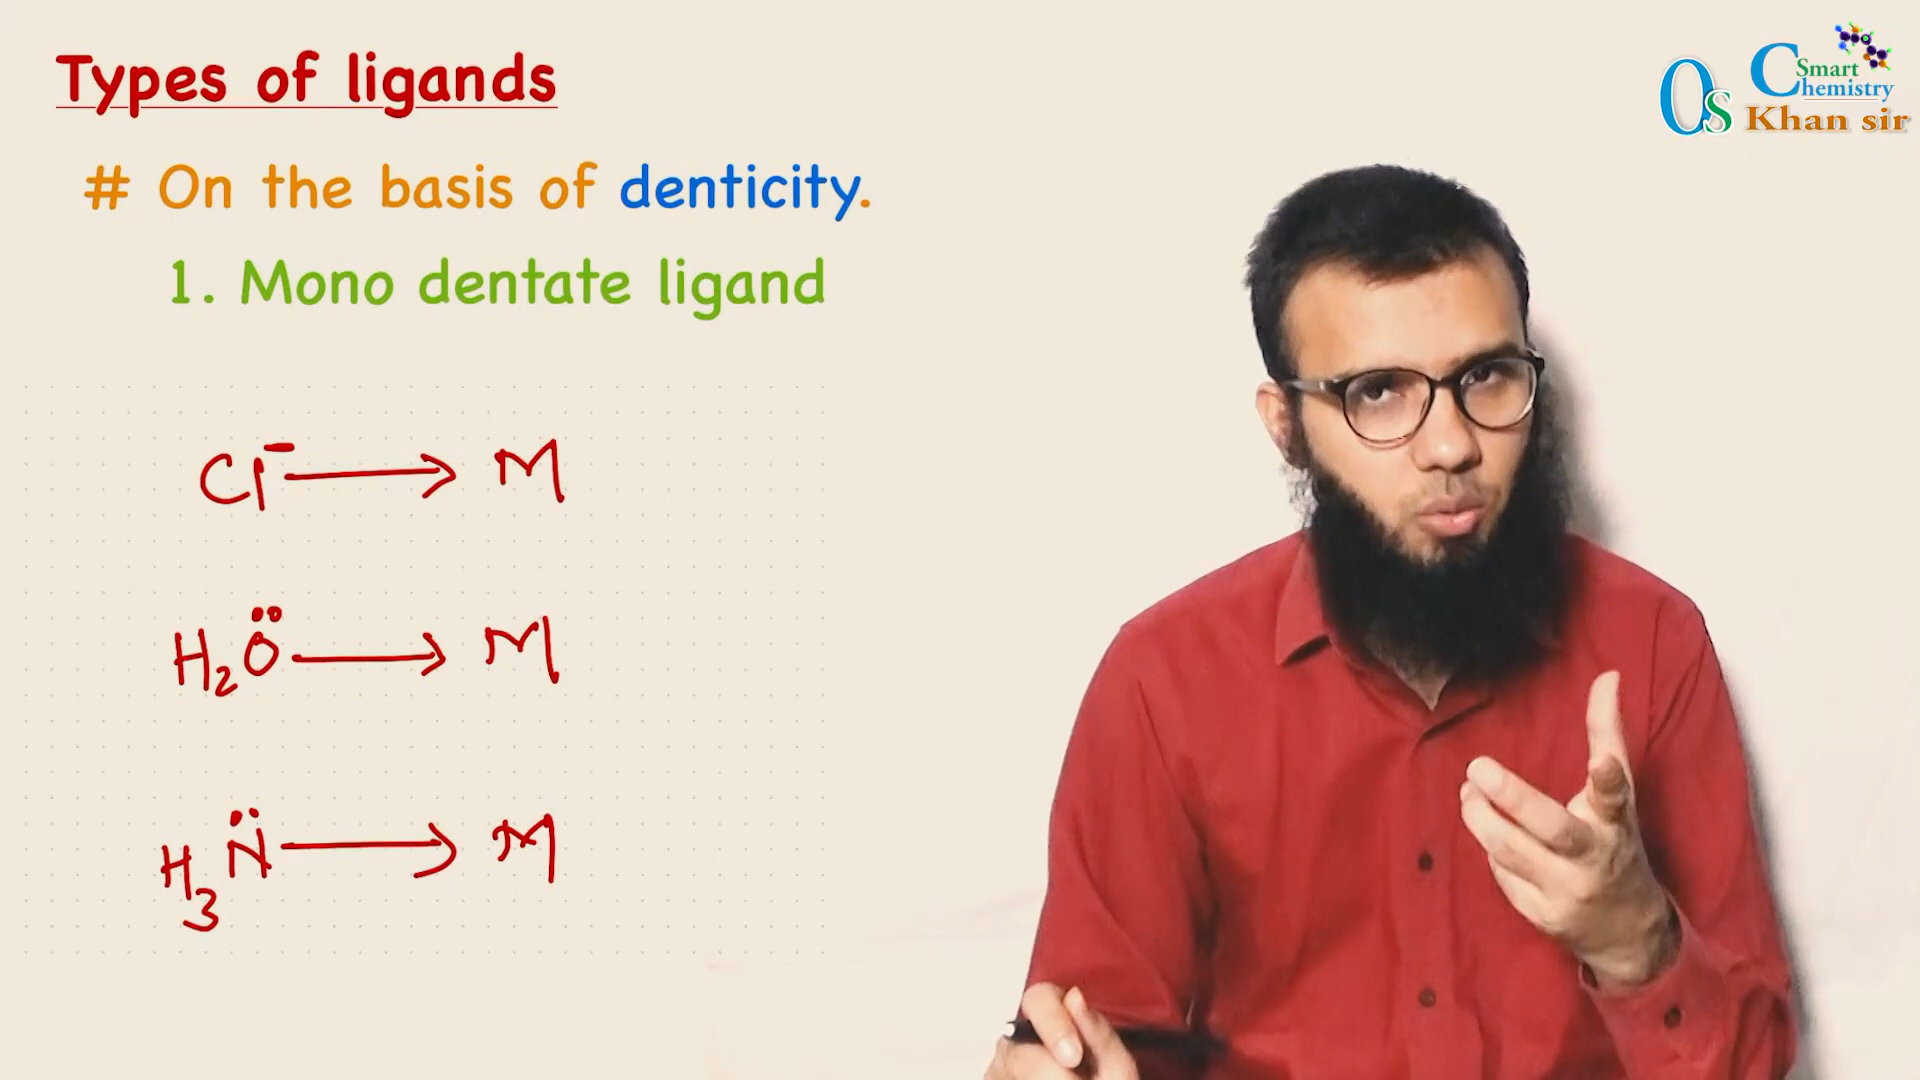 Types of ligands
# On the basis of denticity.
1. Mono dentate ligand
Cl⁻ → M
H₂Ö → M
H₃N̈ → M
Os Smart Chemistry
Khan sir